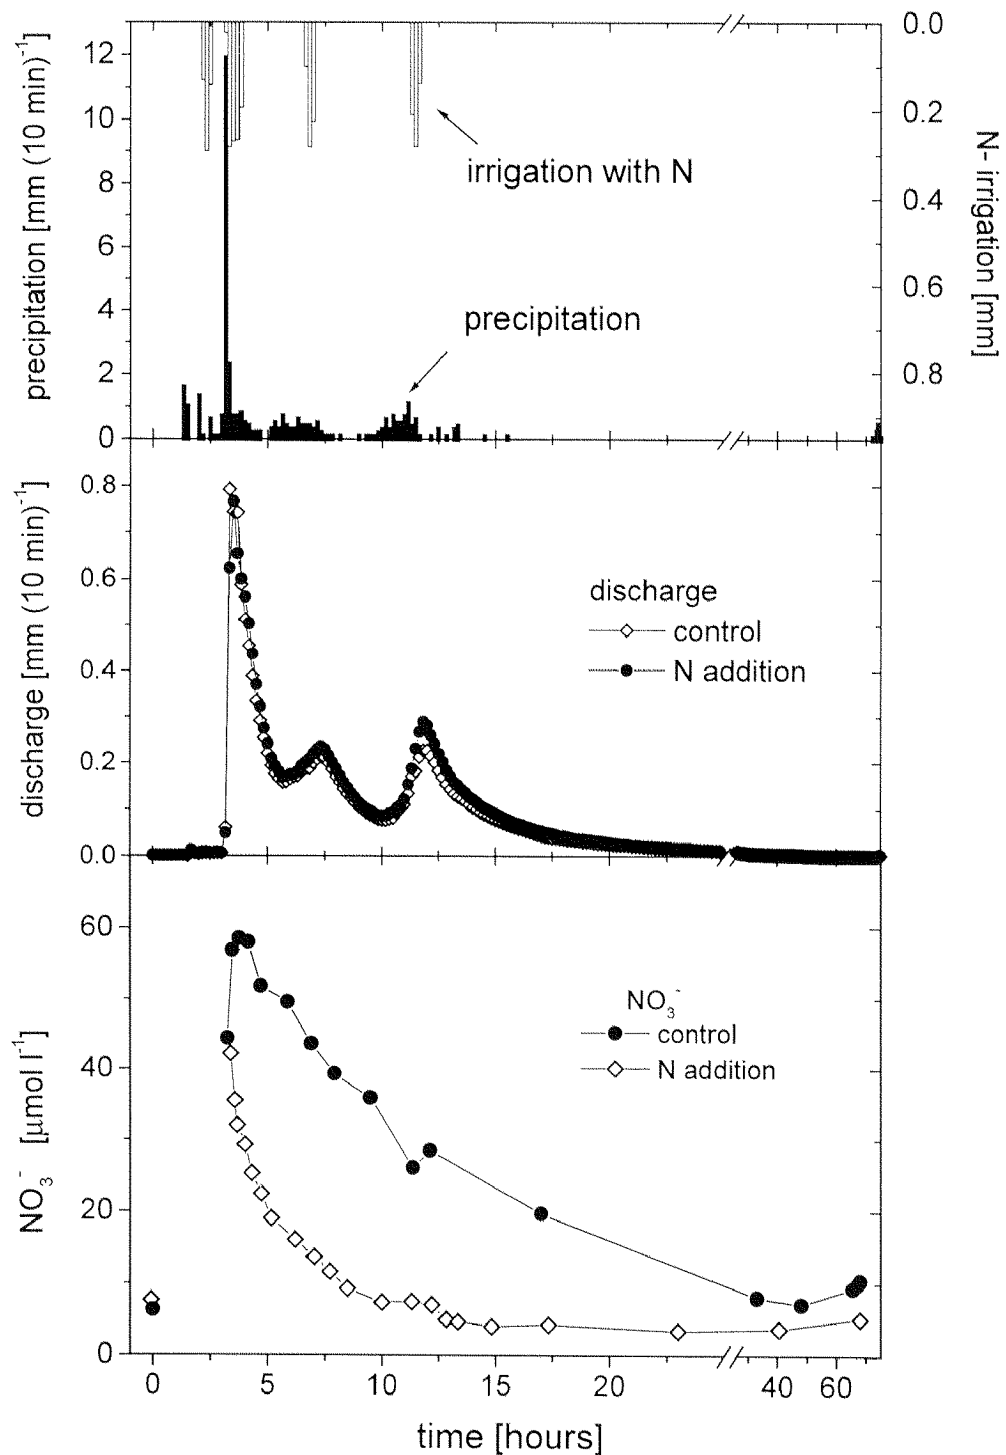 precipitation [mm (10 min)⁻¹]
12
10
8
6
4
2
0
0.0
0.2
0.4
0.6
0.8
N- irrigation [mm]
irrigation with N
precipitation
discharge [mm (10 min)⁻¹]
0.8
0.6
0.4
0.2
0.0
discharge
control
N addition
NO₃⁻ [μmol l⁻¹]
60
40
20
0
NO₃⁻
control
N addition
0 5 10 15 20 40 60
time [hours]